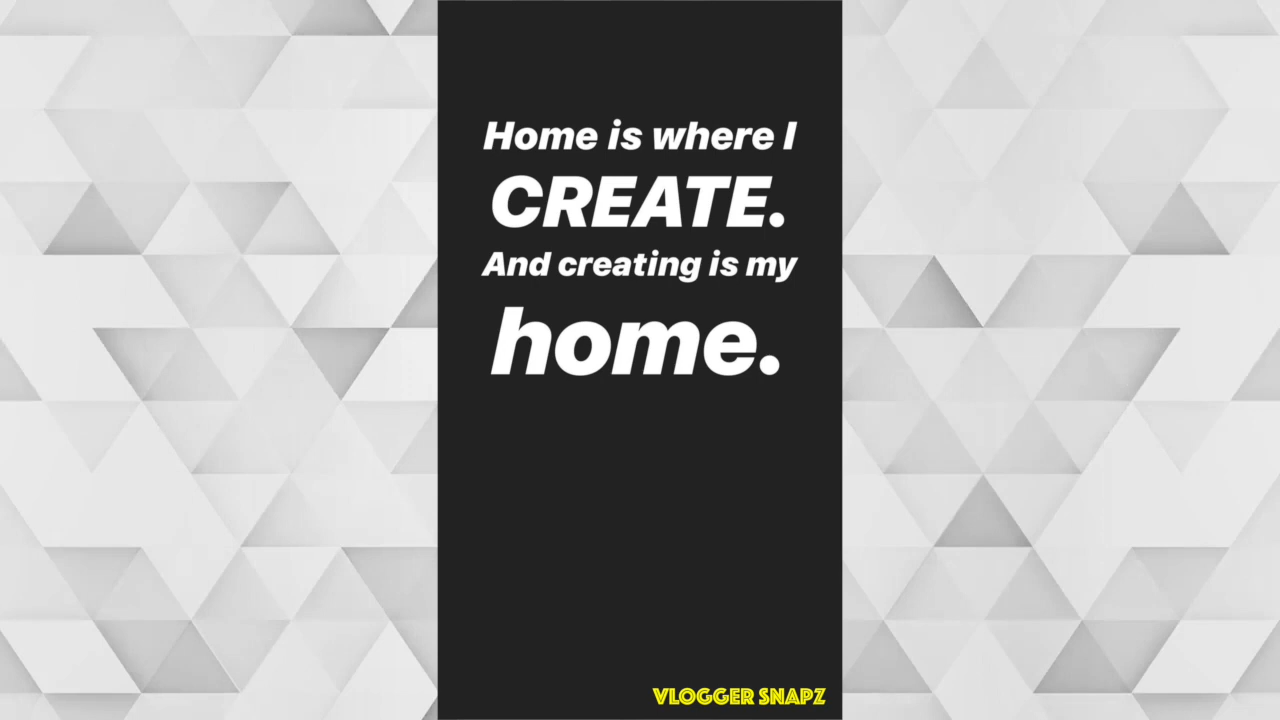 Home is where I
CREATE.
And creating is my
home.
VLOGGER SNAPZ